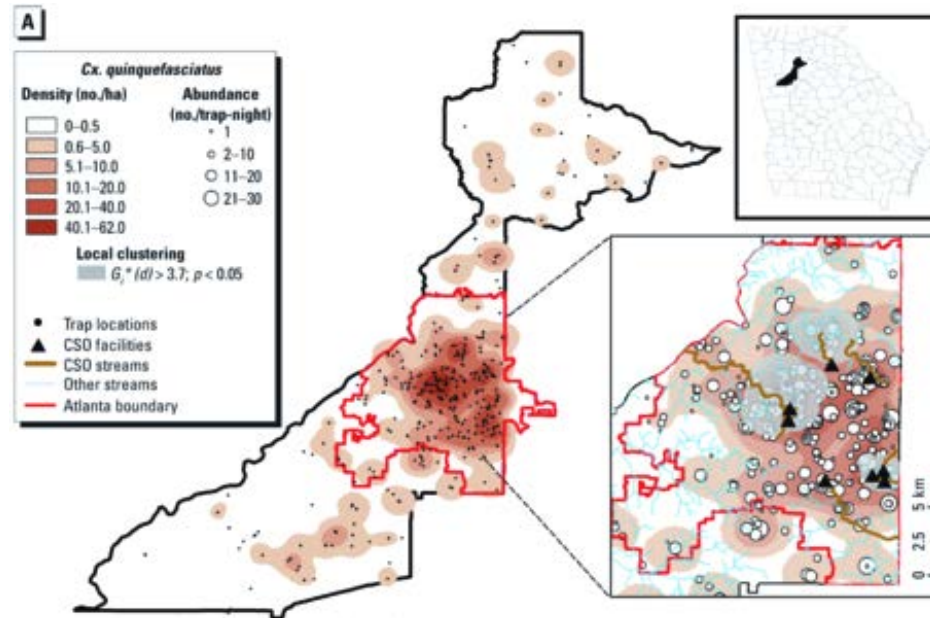 A
Cx. quinquefasciatus
Density (no./ha)
0–0.5
0.6–5.0
5.1–10.0
10.1–20.0
20.1–40.0
40.1–62.0
Abundance
(no./trap-night)
1
2–10
11–20
21–30
Local clustering
Gi* (d) > 3.7; p < 0.05
Trap locations
CSO facilities
CSO streams
Other streams
Atlanta boundary
5 km
2.5
0